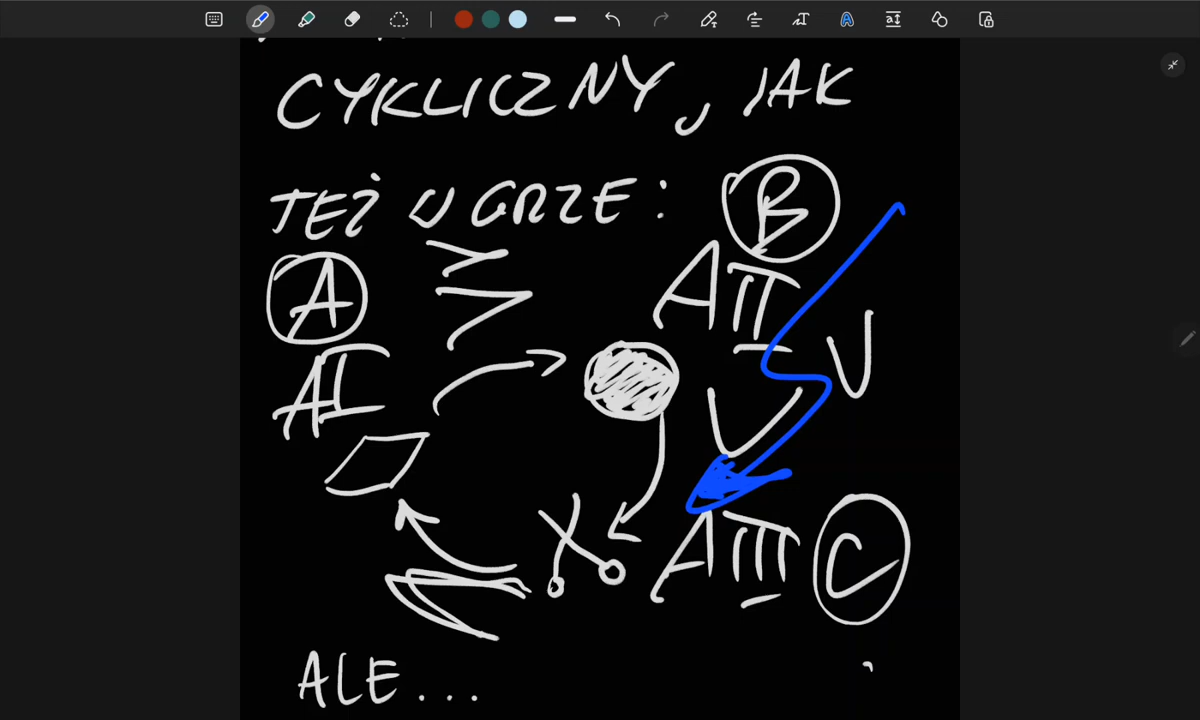 CYKLICZNY, JAK
TEŻ W GRZE:
A > B
AI > AII
V V
AIII C
ALE...